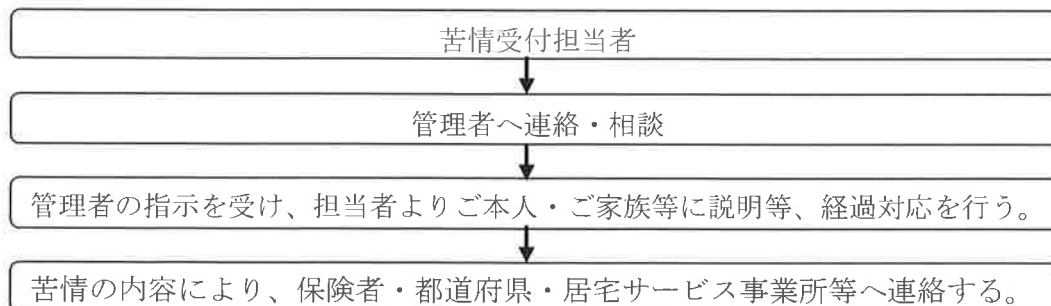 苦情受付担当者
管理者へ連絡・相談
管理者の指示を受け、担当者よりご本人・ご家族等に説明等、経過対応を行う。
苦情の内容により、保険者・都道府県・居宅サービス事業所等へ連絡する。